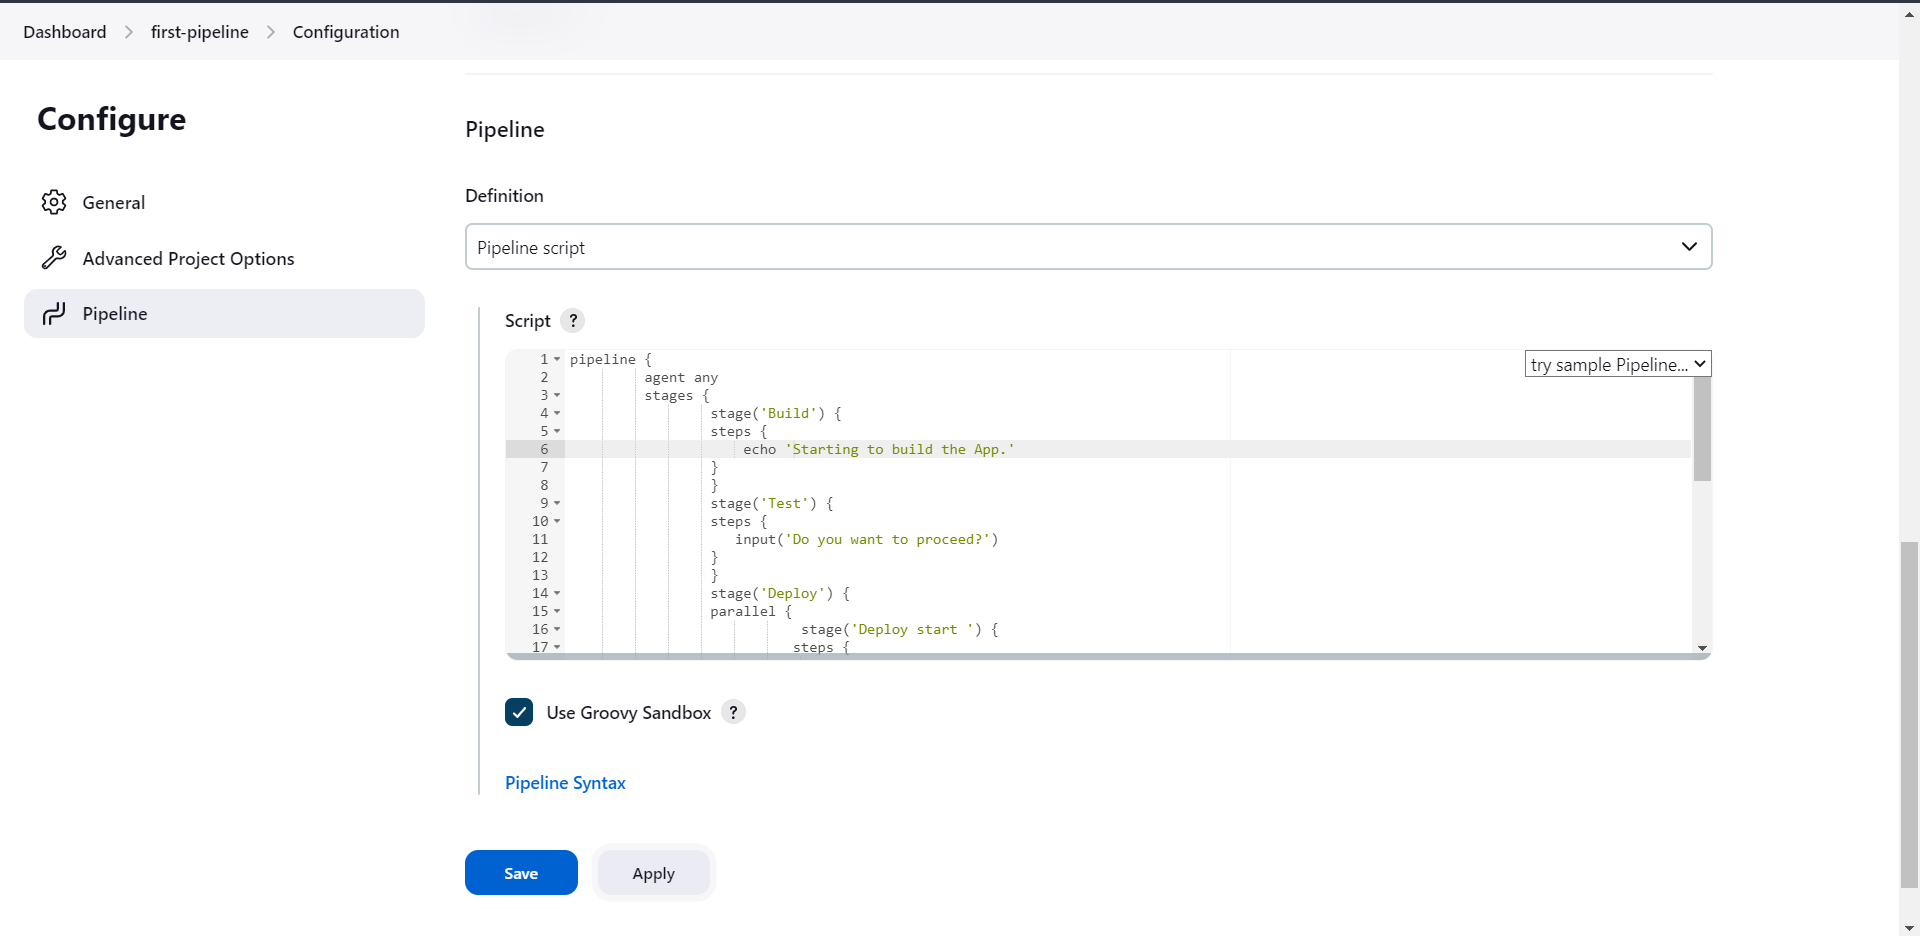 Dashboard > first-pipeline > Configuration
Configure
General
Advanced Project Options
Pipeline
Pipeline
Definition
Pipeline script
Script ?
try sample Pipeline...
1 pipeline {
2 agent any
3 stages {
4 stage('Build') {
5 steps {
6 echo 'Starting to build the App.'
7 }
8 }
9 stage('Test') {
10 steps {
11 input('Do you want to proceed?')
12 }
13 }
14 stage('Deploy') {
15 parallel {
16 stage('Deploy start ') {
17 steps {
Use Groovy Sandbox ?
Pipeline Syntax
Save Apply